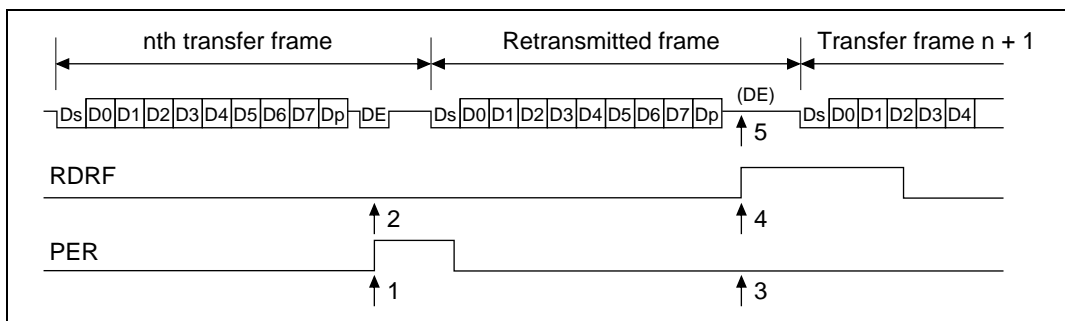 nth transfer frame Retransmitted frame Transfer frame n + 1
(DE)
Ds D0 D1 D2 D3 D4 D5 D6 D7 Dp DE Ds D0 D1 D2 D3 D4 D5 D6 D7 Dp Ds D0 D1 D2 D3 D4
5
RDRF
2 4
PER
1 3